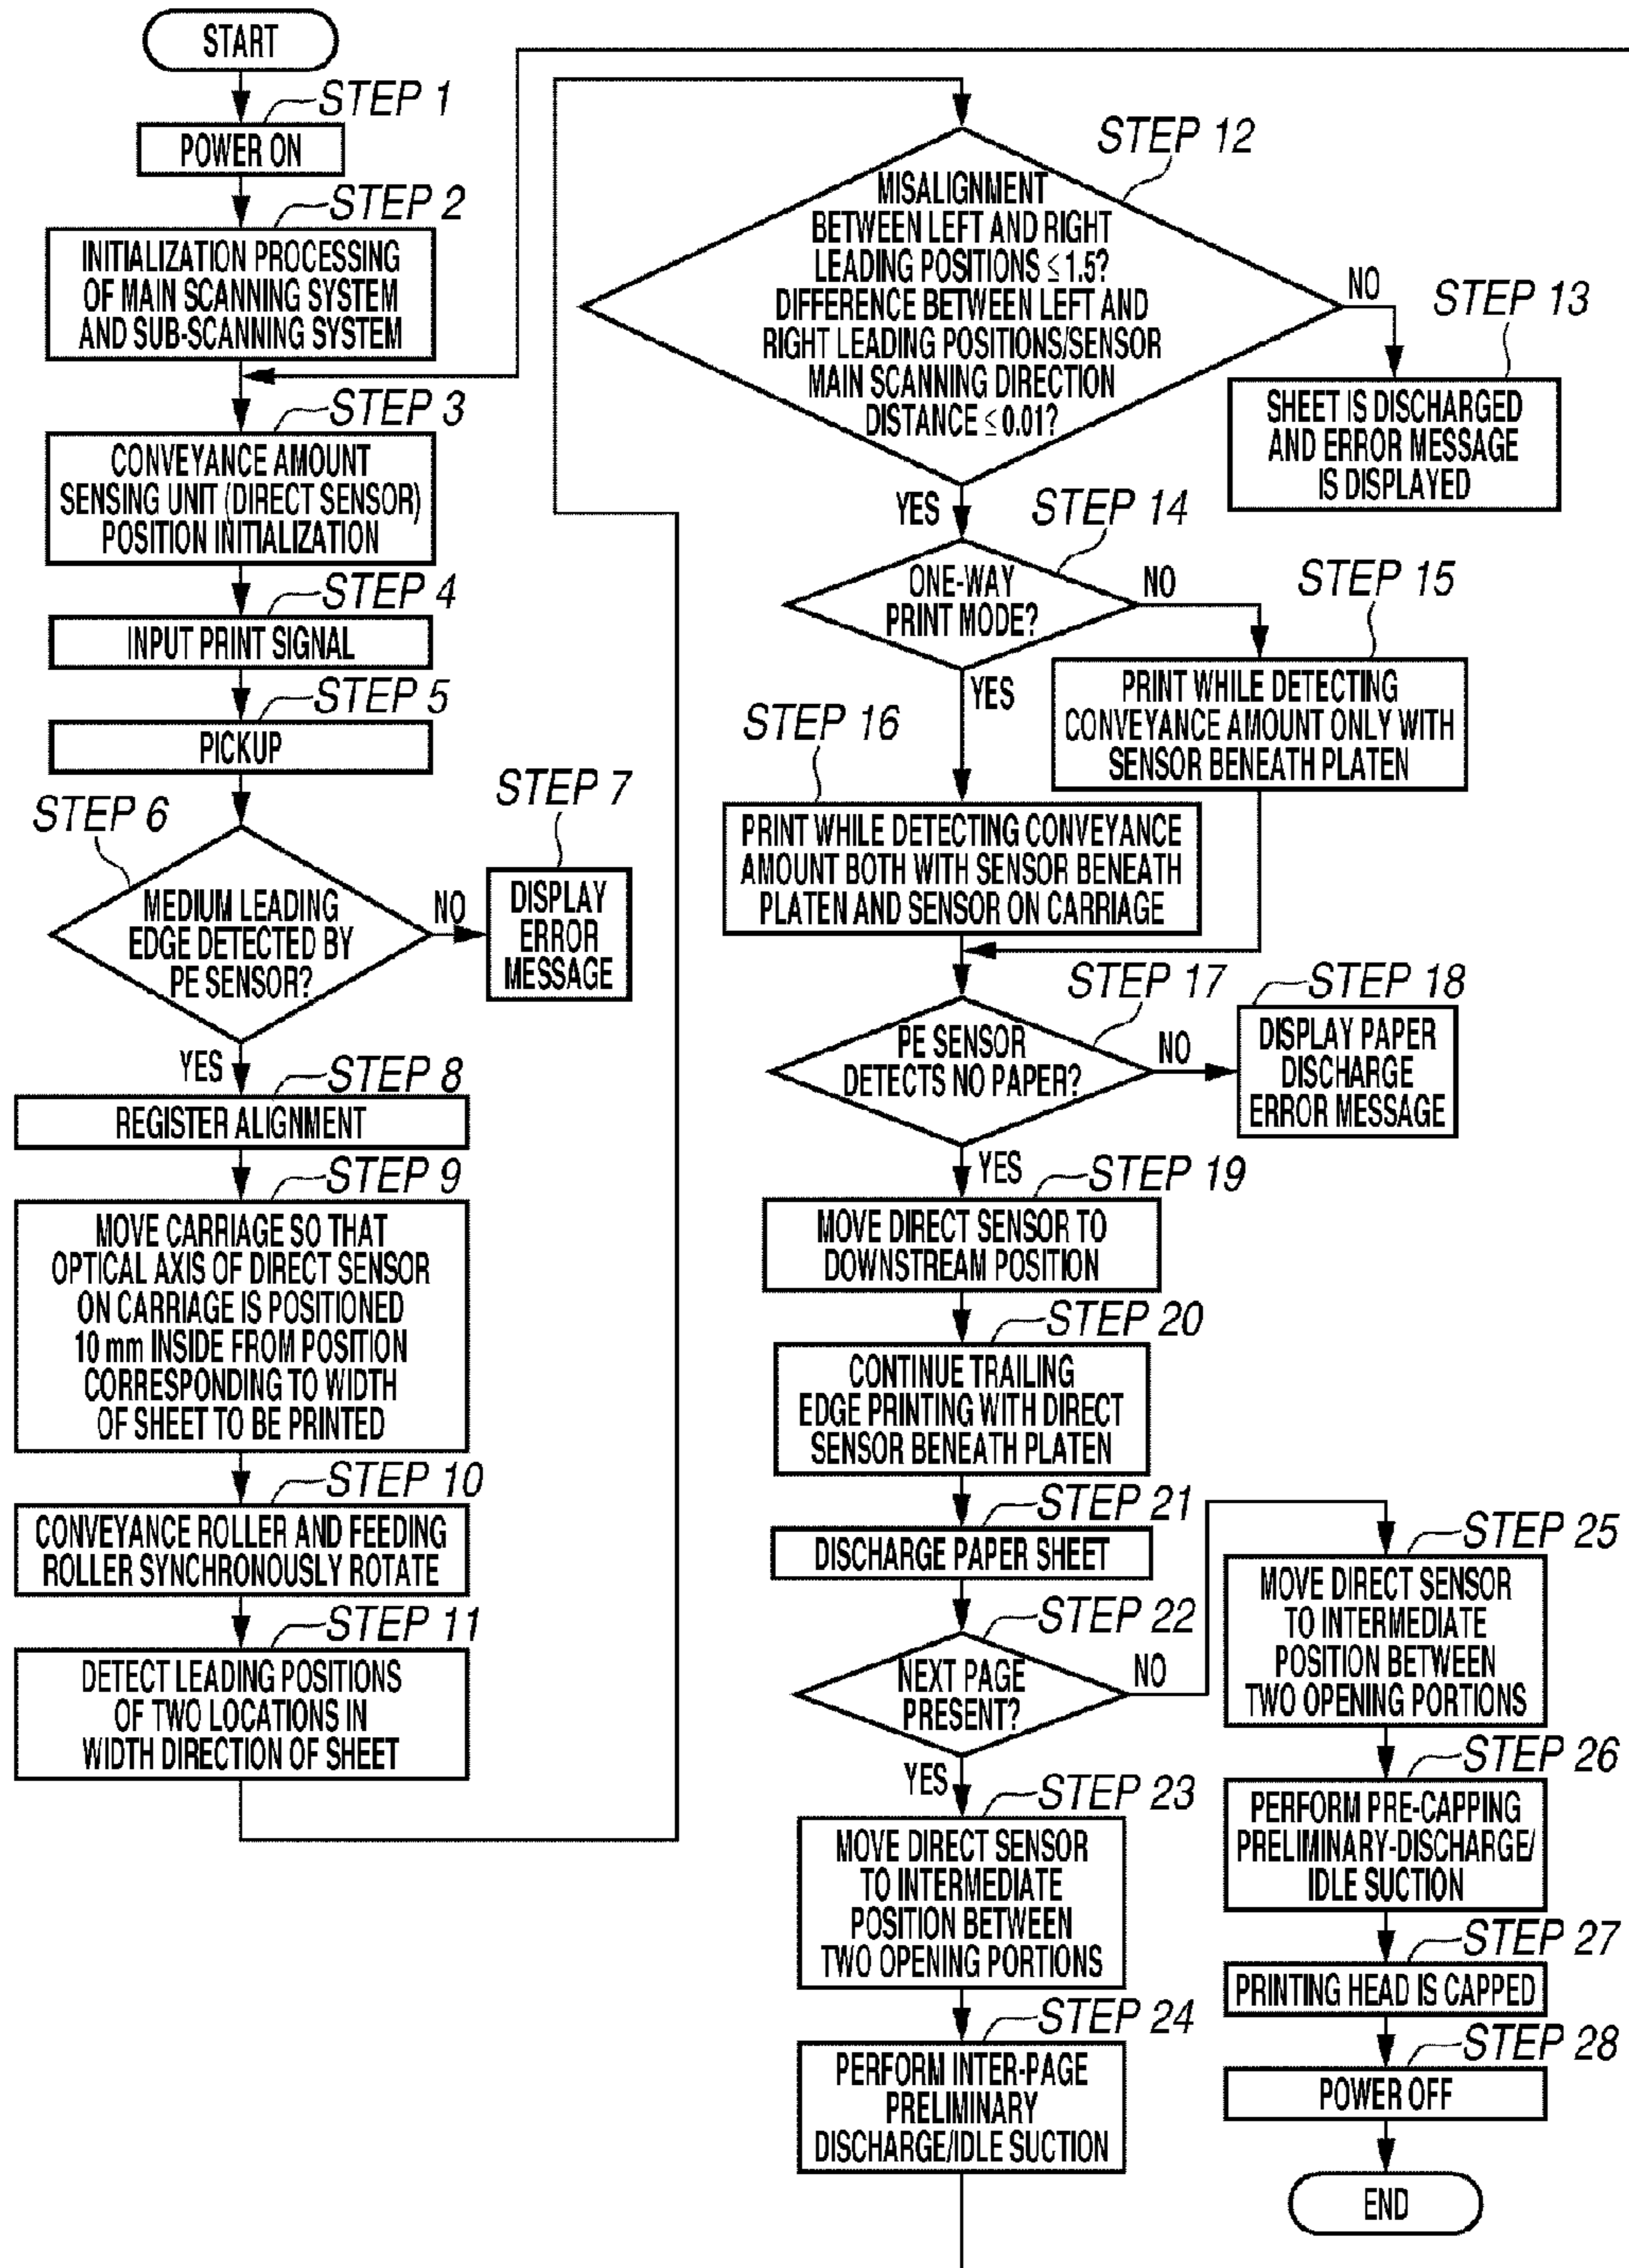 START
STEP 1
POWER ON
STEP 2
INITIALIZATION PROCESSING
OF MAIN SCANNING SYSTEM
AND SUB-SCANNING SYSTEM
STEP 3
CONVEYANCE AMOUNT
SENSING UNIT (DIRECT SENSOR)
POSITION INITIALIZATION
STEP 4
INPUT PRINT SIGNAL
STEP 5
PICKUP
STEP 6
MEDIUM LEADING
EDGE DETECTED BY
PE SENSOR?
NO
STEP 7
DISPLAY
ERROR
MESSAGE
YES
STEP 8
REGISTER ALIGNMENT
STEP 9
MOVE CARRIAGE SO THAT
OPTICAL AXIS OF DIRECT SENSOR
ON CARRIAGE IS POSITIONED
10 mm INSIDE FROM POSITION
CORRESPONDING TO WIDTH
OF SHEET TO BE PRINTED
STEP 10
CONVEYANCE ROLLER AND FEEDING
ROLLER SYNCHRONOUSLY ROTATE
STEP 11
DETECT LEADING POSITIONS
OF TWO LOCATIONS IN
WIDTH DIRECTION OF SHEET
STEP 12
MISALIGNMENT
BETWEEN LEFT AND RIGHT
LEADING POSITIONS ≤ 1.5?
DIFFERENCE BETWEEN LEFT AND
RIGHT LEADING POSITIONS/SENSOR
MAIN SCANNING DIRECTION
DISTANCE ≤ 0.01?
NO
STEP 13
SHEET IS DISCHARGED
AND ERROR MESSAGE
IS DISPLAYED
YES
STEP 14
ONE-WAY
PRINT MODE?
NO
STEP 15
PRINT WHILE DETECTING
CONVEYANCE AMOUNT ONLY WITH
SENSOR BENEATH PLATEN
YES
STEP 16
PRINT WHILE DETECTING CONVEYANCE
AMOUNT BOTH WITH SENSOR BENEATH
PLATEN AND SENSOR ON CARRIAGE
STEP 17
PE SENSOR
DETECTS NO PAPER?
NO
STEP 18
DISPLAY PAPER
DISCHARGE
ERROR MESSAGE
YES
STEP 19
MOVE DIRECT SENSOR TO
DOWNSTREAM POSITION
STEP 20
CONTINUE TRAILING
EDGE PRINTING WITH DIRECT
SENSOR BENEATH PLATEN
STEP 21
DISCHARGE PAPER SHEET
STEP 22
NEXT PAGE
PRESENT?
NO
YES
STEP 23
MOVE DIRECT SENSOR
TO INTERMEDIATE
POSITION BETWEEN
TWO OPENING PORTIONS
STEP 24
PERFORM INTER-PAGE
PRELIMINARY
DISCHARGE/IDLE SUCTION
STEP 25
MOVE DIRECT SENSOR
TO INTERMEDIATE
POSITION BETWEEN
TWO OPENING PORTIONS
STEP 26
PERFORM PRE-CAPPING
PRELIMINARY-DISCHARGE/
IDLE SUCTION
STEP 27
PRINTING HEAD IS CAPPED
STEP 28
POWER OFF
END